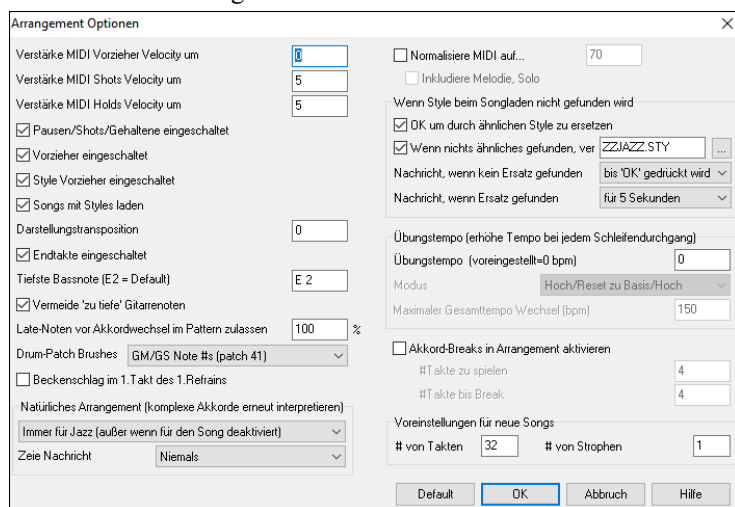 Arrangement Optionen
Verstärke MIDI Vorzieher Velocity um 0
Verstärke MIDI Shots Velocity um 5
Verstärke MIDI Holds Velocity um 5
Pausen/Shots/Gehaltene eingeschaltet
Vorzieher eingeschaltet
Style Vorzieher eingeschaltet
Songs mit Styles laden
Darstellungstransposition 0
Endtakte eingeschaltet
Tiefste Bassnote (E2 = Default) E 2
Vermeide 'zu tiefe' Gitarrennoten
Late-Noten vor Akkordwechsel im Pattern zulassen 100 %
Drum-Patch Brushes GM/GS Note #s (patch 41)
Beckenschlag im 1.Takt des 1.Refrains
Natürliches Arrangement (komplexe Akkorde erneut interpretieren)
Immer für Jazz (außer wenn für den Song deaktiviert)
Zeie Nachricht Niemals
Normalisiere MIDI auf... 70
Inkludiere Melodie, Solo
Wenn Style beim Songladen nicht gefunden wird
OK um durch ähnlichen Style zu ersetzen
Wenn nichts ähnliches gefunden, ver ZZJAZZ.STY ...
Nachricht, wenn kein Ersatz gefunden bis 'OK' gedrückt wird
Nachricht, wenn Ersatz gefunden für 5 Sekunden
Übungstempo (erhöhe Tempo bei jedem Schleifendurchgang)
Übungstempo (voreingestellt=0 bpm) 0
Modus Hoch/Reset zu Basis/Hoch
Maximaler Gesamttempo Wechsel (bpm) 150
Akkord-Breaks in Arrangement aktivieren
#Takte zu spielen 4
#Takte bis Break 4
Voreinstellungen für neue Songs
# von Takten 32 # von Strophen 1
Default OK Abbruch Hilfe